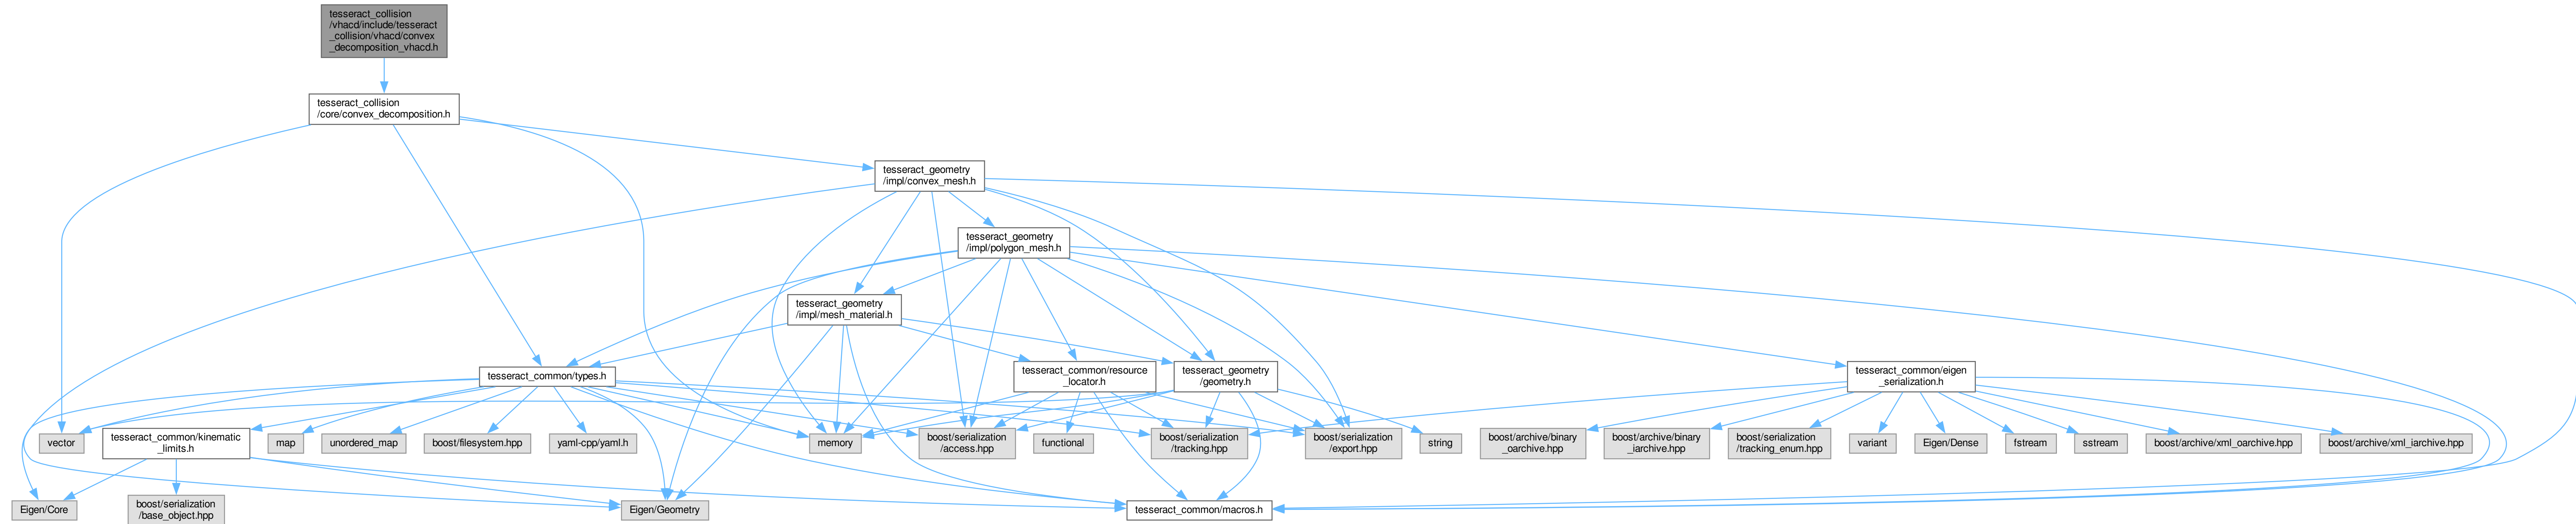 tesseract_collision
/vhacd/include/tesseract
_collision/vhacd/convex
_decomposition_vhacd.h
tesseract_collision
/core/convex_decomposition.h
tesseract_geometry
/impl/convex_mesh.h
tesseract_geometry
/impl/polygon_mesh.h
tesseract_geometry
/impl/mesh_material.h
tesseract_common/types.h
tesseract_common/resource
_locator.h
tesseract_geometry
/geometry.h
tesseract_common/eigen
_serialization.h
vector
tesseract_common/kinematic
_limits.h
map
unordered_map
boost/filesystem.hpp
yaml-cpp/yaml.h
memory
boost/serialization
/access.hpp
functional
boost/serialization
/tracking.hpp
boost/serialization
/export.hpp
string
boost/archive/binary
_oarchive.hpp
boost/archive/binary
_iarchive.hpp
boost/serialization
/tracking_enum.hpp
variant
Eigen/Dense
fstream
sstream
boost/archive/xml_oarchive.hpp
boost/archive/xml_iarchive.hpp
Eigen/Core
boost/serialization
/base_object.hpp
Eigen/Geometry
tesseract_common/macros.h